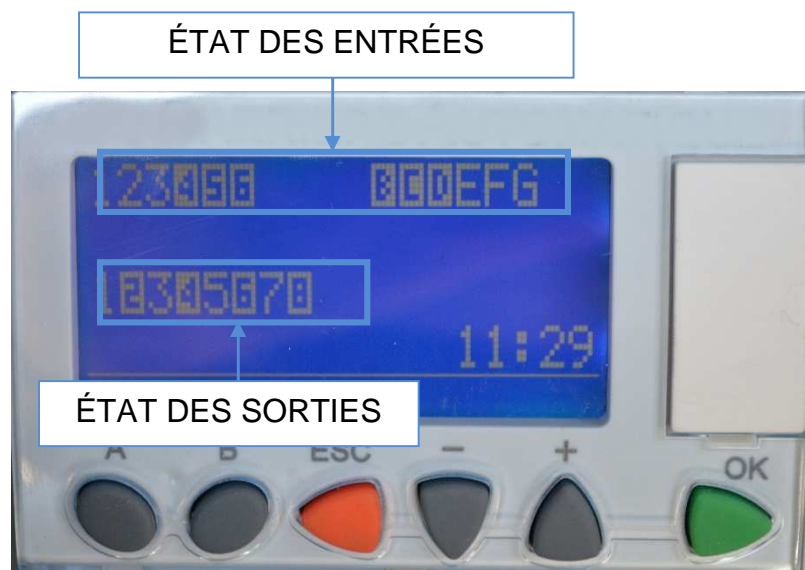 ÉTAT DES ENTRÉES
123456 BCDEFG
12345678
11:29
ÉTAT DES SORTIES
A B ESC - +
OK